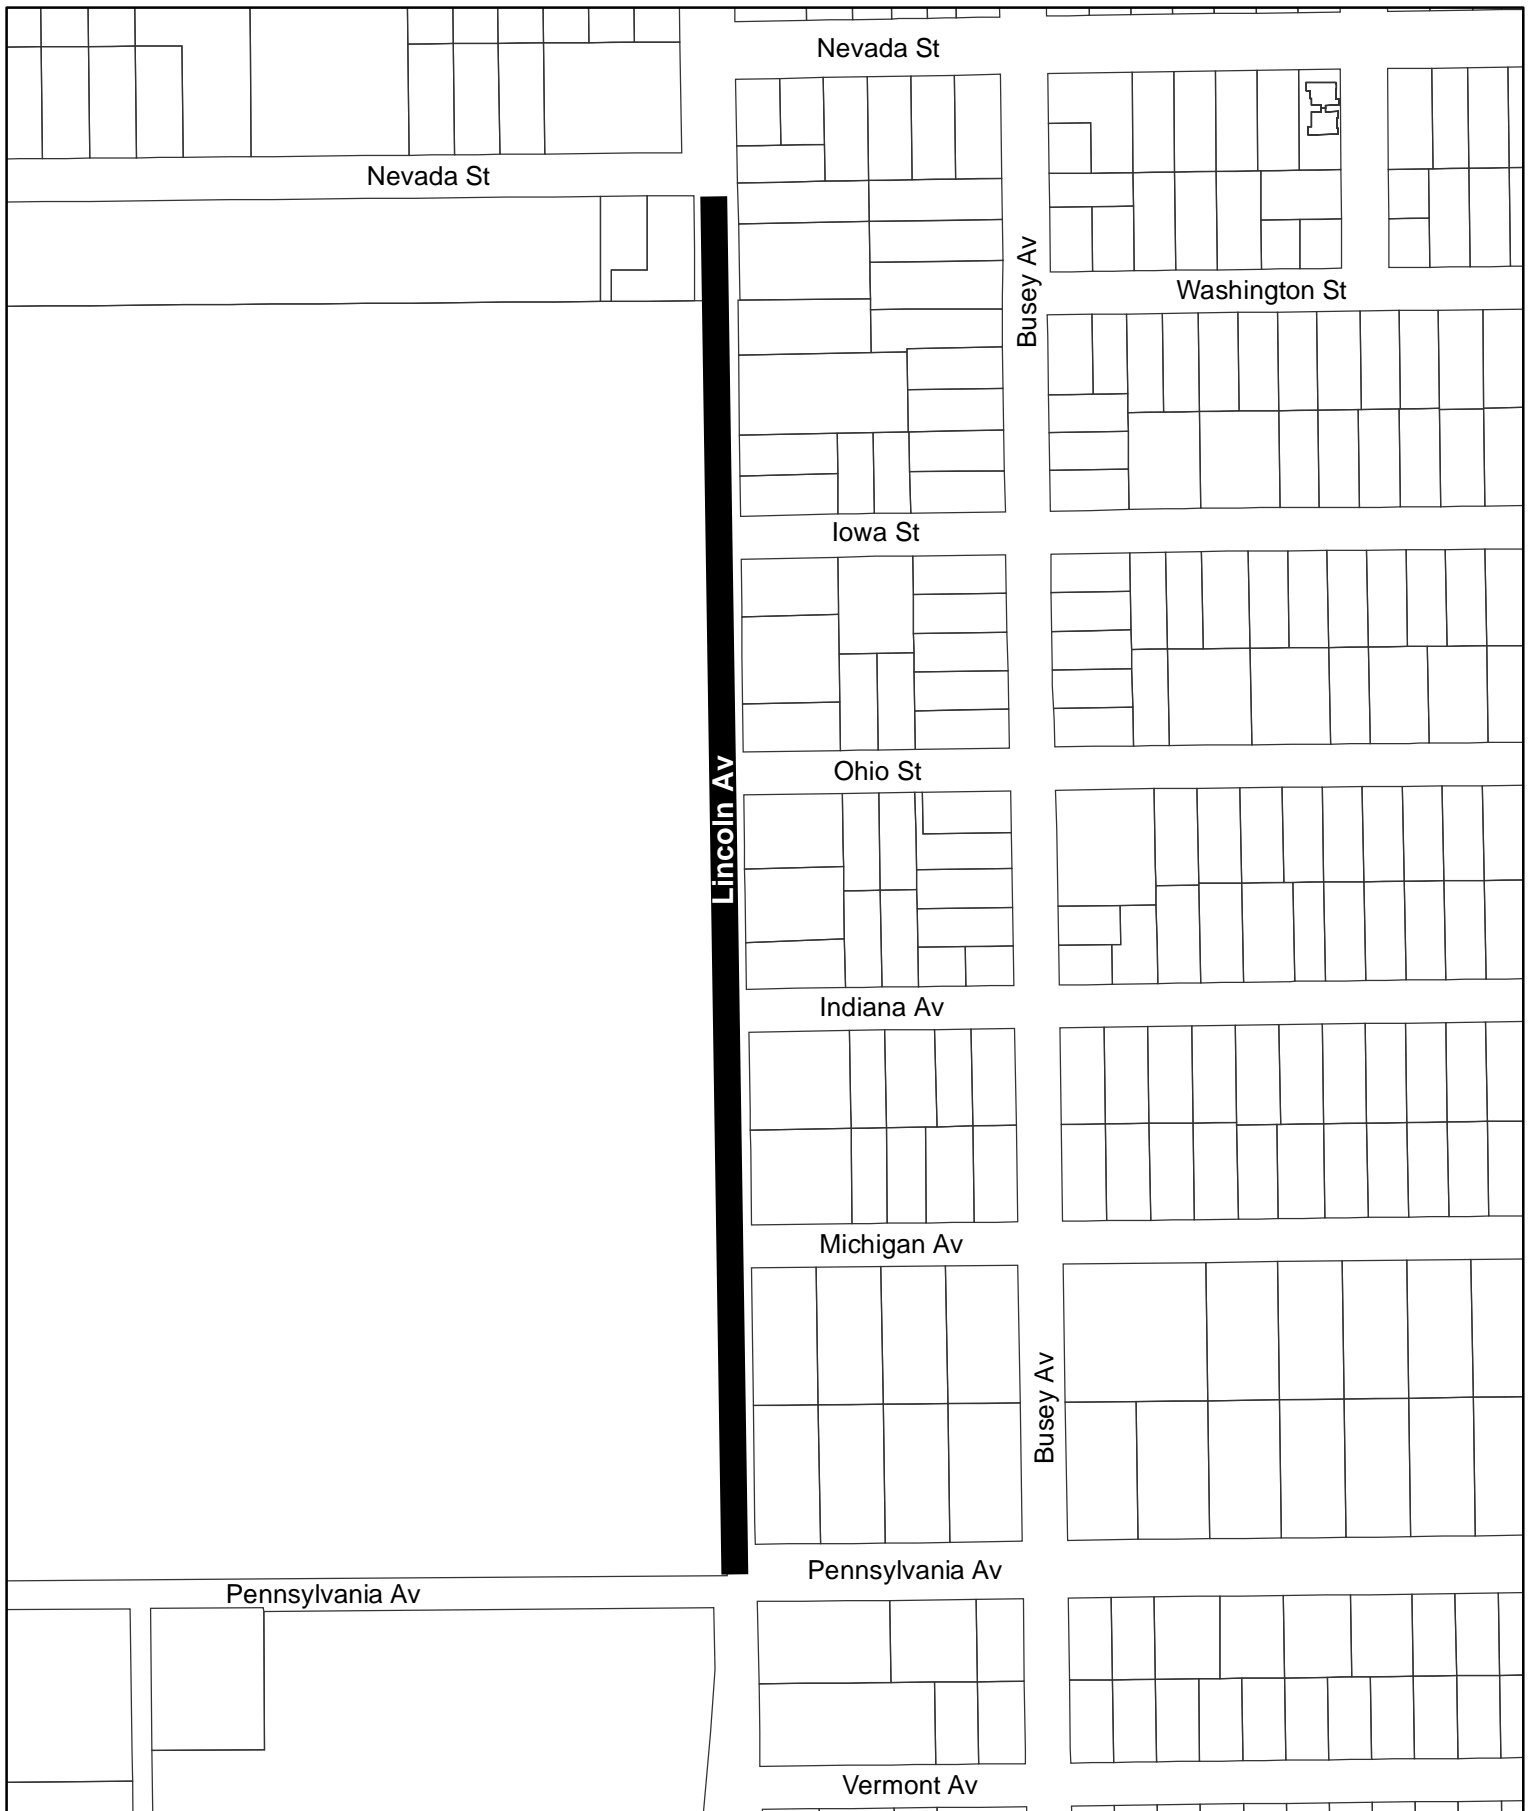 Nevada St
Nevada St
Busey Av
Washington St
Iowa St
Lincoln Av
Ohio St
Indiana Av
Michigan Av
Busey Av
Pennsylvania Av
Pennsylvania Av
Vermont Av